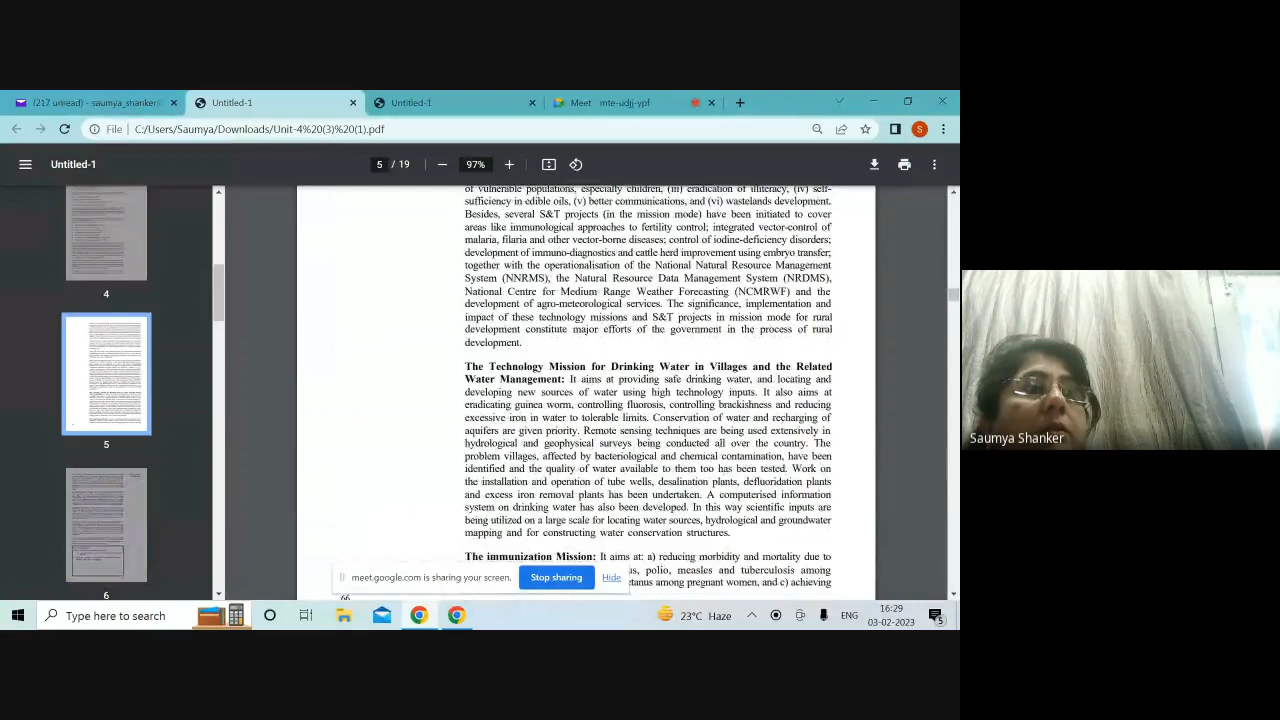 (217 unread) - saumya_shanker
Untitled-1
Untitled-1
Meet mte-udjj-ypf
File C:/Users/Saumya/Downloads/Unit-4%20(3)%20(1).pdf
S
Untitled-1
5 / 19
97%
of vulnerable populations, especially children, (iii) eradication of illiteracy, (iv) self-
sufficiency in edible oils, (v) better communications, and (vi) wastelands development.
Besides, several S&T projects (in the mission mode) have been initiated to cover
areas like immunological approaches to fertility control; integrated vector-control of
malaria, filaria and other vector-borne diseases; control of iodine-deficiency disorders;
development of immuno-diagnostics and cattle herd improvement using embryo transfer;
together with the operationalisation of the National Natural Resource Management
System (NNRMS), the Natural Resource Data Management System (NRDMS),
National Centre for Medium Range Weather Forecasting (NCMRWF) and the
development of agro-meteorological services. The significance, implementation and
impact of these technology missions and S&T projects in mission mode for rural
development constitute major efforts of the government in the process of rural
development.
The Technology Mission for Drinking Water in Villages and the Related
Water Management: It aims at providing safe drinking water, and locating and
developing new sources of water using high technology inputs. It also aims at
eradicating guinea worm, controlling fluorosis, controlling brackishness and reducing
excessive iron in water to tolerable limits. Conservation of water and recharging of
aquifers are given priority. Remote sensing techniques are being used extensively in
hydrological and geophysical surveys being conducted all over the country. The
problem villages, affected by bacteriological and chemical contamination, have been
identified and the quality of water available to them too has been tested. Work on
the installation and operation of tube wells, desalination plants, defluoridation plants
and excess iron removal plants has been undertaken. A computerised information
system on drinking water has also been developed. In this way scientific inputs are
being utilized on a large scale for locating water sources, hydrological and groundwater
mapping and for constructing water conservation structures.
The immunization Mission: It aims at: a) reducing morbidity and mortality due to
us, polio, measles and tuberculosis among
etanus among pregnant women, and c) achieving
66
4
5
6
meet.google.com is sharing your screen.
Stop sharing
Hide
Saumya Shanker
Type here to search
23°C Haze
ENG
16:29
03-02-2023
5